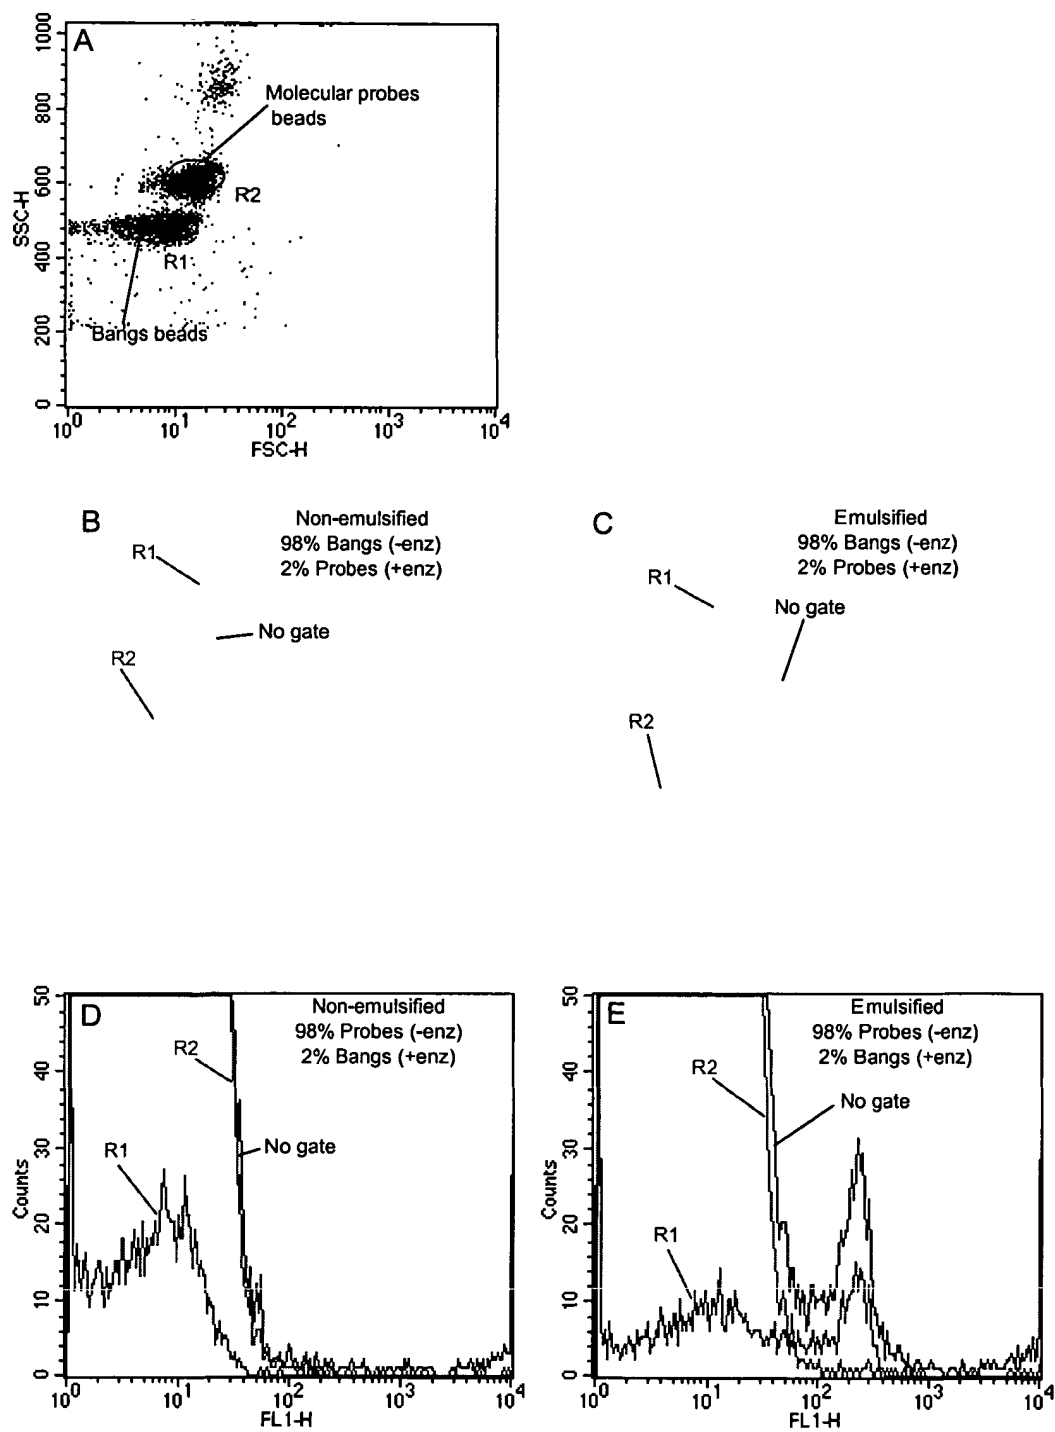 A
1000
800
600
400
200
0
SSC-H
Molecular probes
beads
R2
R1
Bangs beads
10^0 10^1 10^2 10^3 10^4
FSC-H
B
Non-emulsified
98% Bangs (-enz)
2% Probes (+enz)
R1
No gate
R2
C
Emulsified
98% Bangs (-enz)
2% Probes (+enz)
R1
No gate
R2
D
Non-emulsified
98% Probes (-enz)
2% Bangs (+enz)
R2
No gate
R1
50
40
30
20
10
0
Counts
10^0 10^1 10^2 10^3 10^4
FL1-H
E
Emulsified
98% Probes (-enz)
2% Bangs (+enz)
R2
No gate
R1
50
40
30
20
10
0
Counts
10^0 10^1 10^2 10^3 10^4
FL1-H